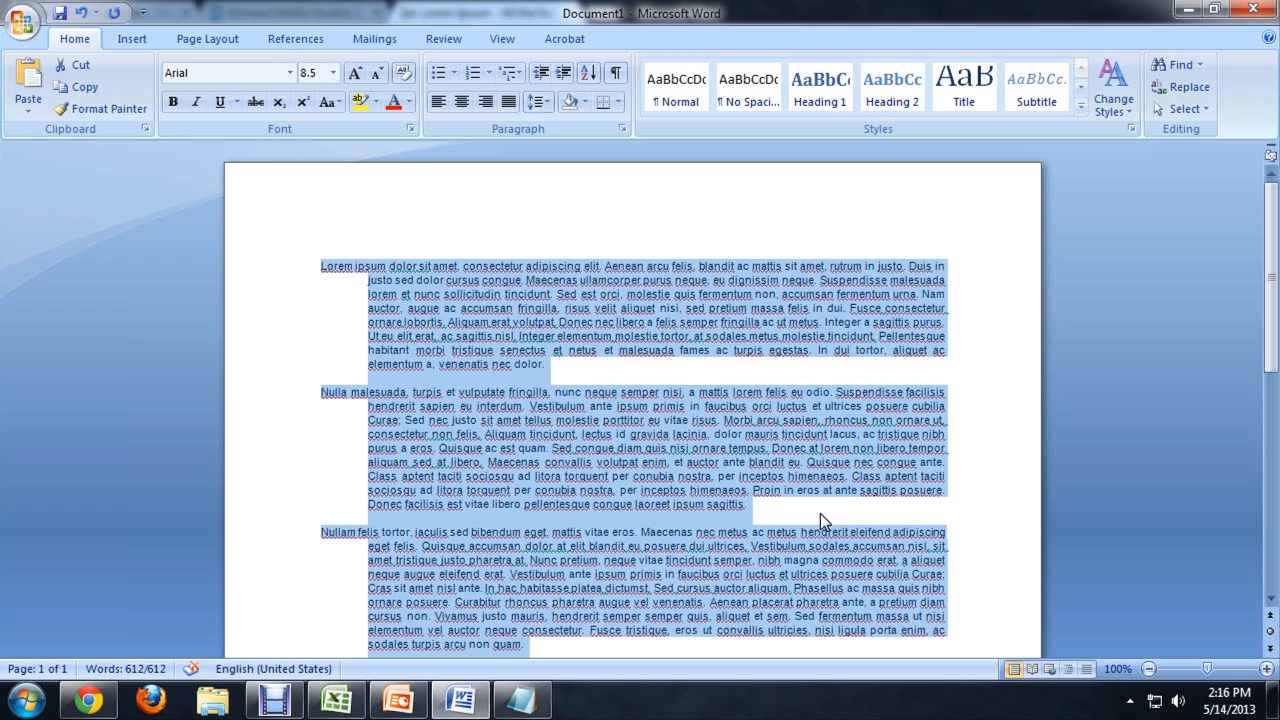 Document1 - Microsoft Word
Home Insert Page Layout References Mailings Review View Acrobat
Paste
Cut
Copy
Format Painter
Clipboard
Arial 8.5
Font
Paragraph
AaBbCcDc AaBbCcDc AaBbCc AaBbCc AaB AaBbCc
¶ Normal ¶ No Spaci... Heading 1 Heading 2 Title Subtitle
Change
Styles
Styles
Find
Replace
Select
Editing
Lorem ipsum dolor sit amet, consectetur adipiscing elit. Aenean arcu felis, blandit ac mattis sit amet, rutrum in justo. Duis in
justo sed dolor cursus congue. Maecenas ullamcorper purus neque, eu dignissim neque. Suspendisse malesuada
lorem et nunc sollicitudin tincidunt. Sed est orci, molestie quis fermentum non, accumsan fermentum urna. Nam
auctor, augue ac accumsan fringilla, risus velit aliquet nisi, sed pretium massa felis in dui. Fusce consectetur
ornare lobortis. Aliquam erat volutpat. Donec nec libero a felis semper fringilla ac ut metus. Integer a sagittis purus.
Ut eu elit erat, ac sagittis nisl. Integer elementum molestie tortor, at sodales metus molestie tincidunt. Pellentesque
habitant morbi tristique senectus et netus et malesuada fames ac turpis egestas. In dui tortor, aliquet ac
elementum a, venenatis nec dolor.
Nulla malesuada, turpis et vulputate fringilla, nunc neque semper nisi, a mattis lorem felis eu odio. Suspendisse facilisis
hendrerit sapien eu interdum. Vestibulum ante ipsum primis in faucibus orci luctus et ultrices posuere cubilia
Curae; Sed nec justo sit amet tellus molestie porttitor eu vitae risus. Morbi arcu sapien, rhoncus non ornare ut,
consectetur non felis. Aliquam tincidunt, lectus id gravida lacinia, dolor mauris tincidunt lacus, ac tristique nibh
purus a eros. Quisque ac est quam. Sed congue diam quis nisi ornare tempus. Donec at lorem non libero tempor
aliquam sed at libero. Maecenas convallis volutpat enim, et auctor ante blandit eu. Quisque nec congue ante.
Class aptent taciti sociosqu ad litora torquent per conubia nostra, per inceptos himenaeos. Class aptent taciti
sociosqu ad litora torquent per conubia nostra, per inceptos himenaeos. Proin in eros at ante sagittis posuere.
Donec facilisis est vitae libero pellentesque congue laoreet ipsum sagittis.
Nullam felis tortor, iaculis sed bibendum eget, mattis vitae eros. Maecenas nec metus ac metus hendrerit eleifend adipiscing
eget felis. Quisque accumsan dolor at elit blandit eu posuere dui ultrices. Vestibulum sodales accumsan nisl, sit
amet tristique justo pharetra at. Nunc pretium, neque vitae tincidunt semper, nibh magna commodo erat, a aliquet
neque augue eleifend erat. Vestibulum ante ipsum primis in faucibus orci luctus et ultrices posuere cubilia Curae;
Cras sit amet nisl ante. In hac habitasse platea dictumst. Sed cursus auctor aliquam. Phasellus ac massa quis nibh
ornare posuere. Curabitur rhoncus pharetra augue vel venenatis. Aenean placerat pharetra ante, a pretium diam
cursus non. Vivamus justo mauris, hendrerit semper semper quis, aliquet et sem. Sed fermentum massa ut nisi
elementum vel auctor neque consectetur. Fusce tristique, eros ut convallis ultricies, nisi ligula porta enim, ac
sodales turpis arcu non quam.
Page: 1 of 1 Words: 612/612 English (United States) 100%
2:16 PM
5/14/2013